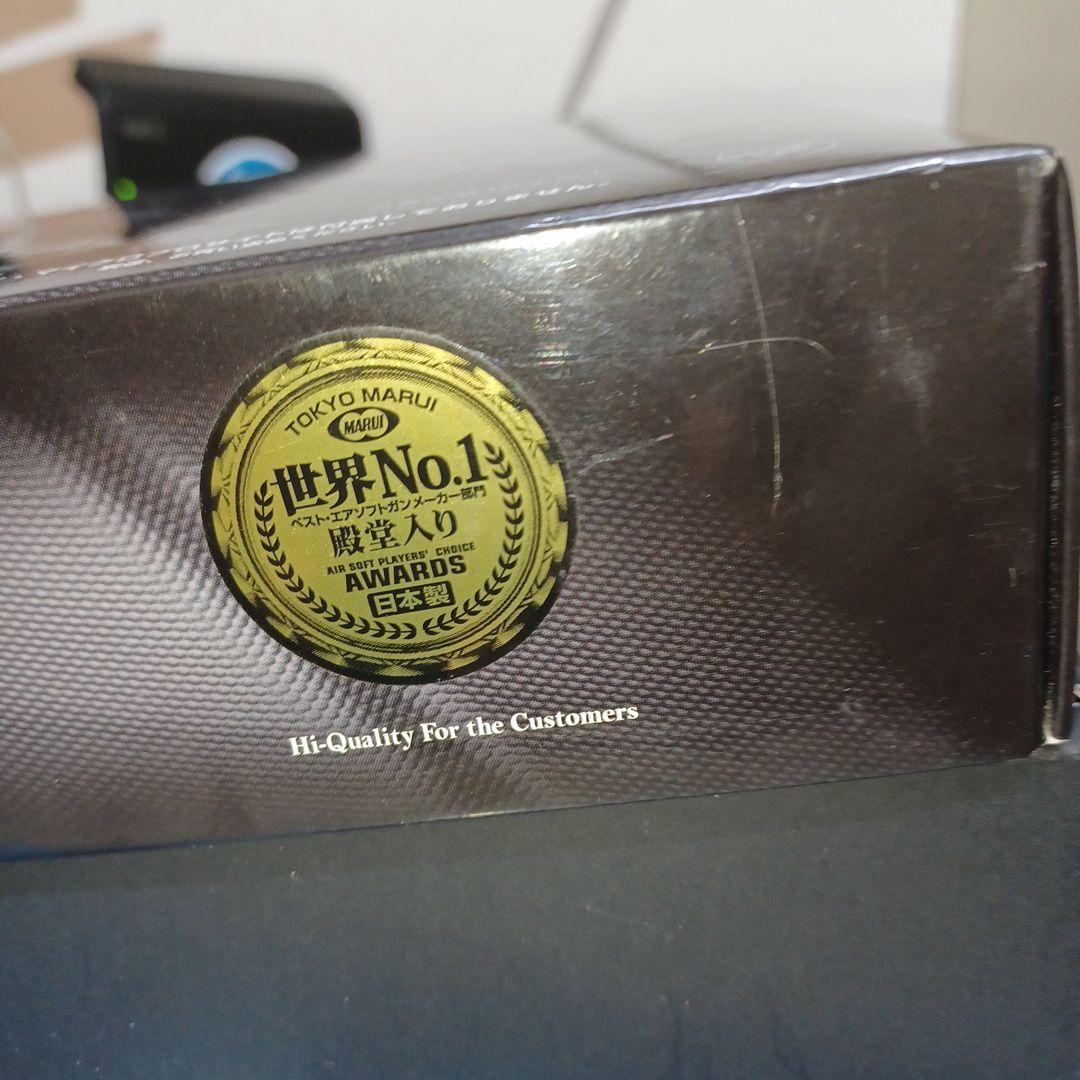 TOKYO MARUI
MARUI
世界No.1
ベスト・エアソフトガンメーカー部門
殿堂入り
AIR SOFT PLAYERS' CHOICE
AWARDS
日本製
Hi-Quality For the Customers